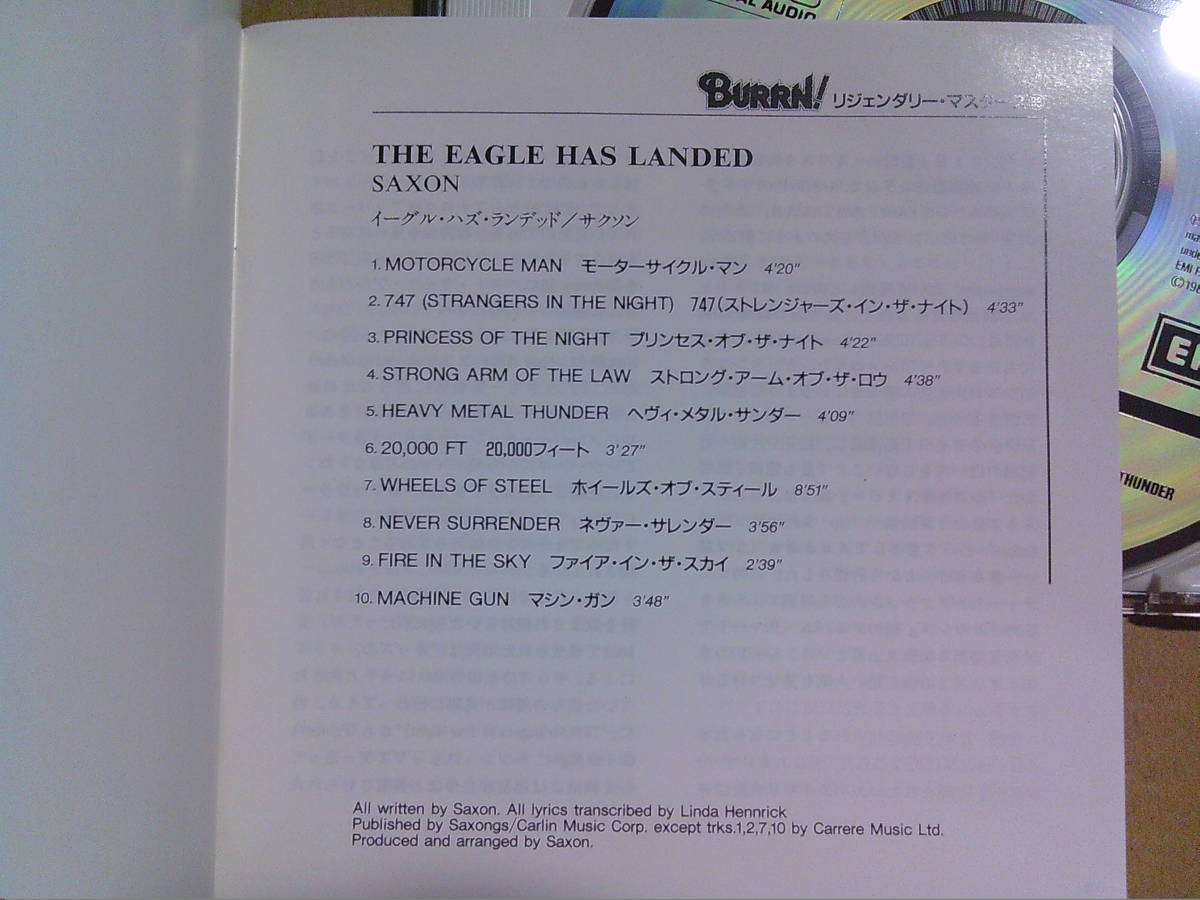 AL AUDIO
BURRN! リジェンダリー・マスターズ
THE EAGLE HAS LANDED
SAXON
イーグル・ハズ・ランデッド/サクソン
1. MOTORCYCLE MAN モーターサイクル・マン 4'20"
2. 747 (STRANGERS IN THE NIGHT) 747(ストレンジャーズ・イン・ザ・ナイト) 4'33"
3. PRINCESS OF THE NIGHT プリンセス・オブ・ザ・ナイト 4'22"
4. STRONG ARM OF THE LAW ストロング・アーム・オブ・ザ・ロウ 4'38"
5. HEAVY METAL THUNDER ヘヴィ・メタル・サンダー 4'09"
6. 20,000 FT 20,000フィート 3'27"
7. WHEELS OF STEEL ホイールズ・オブ・スティール 8'51"
8. NEVER SURRENDER ネヴァー・サレンダー 3'56"
9. FIRE IN THE SKY ファイア・イン・ザ・スカイ 2'39"
10. MACHINE GUN マシン・ガン 3'48"
All written by Saxon. All lyrics transcribed by Linda Hennrick
Published by Saxongs/Carlin Music Corp. except trks.1,2,7,10 by Carrere Music Ltd.
Produced and arranged by Saxon.
unde
EMI
©198
THUNDER